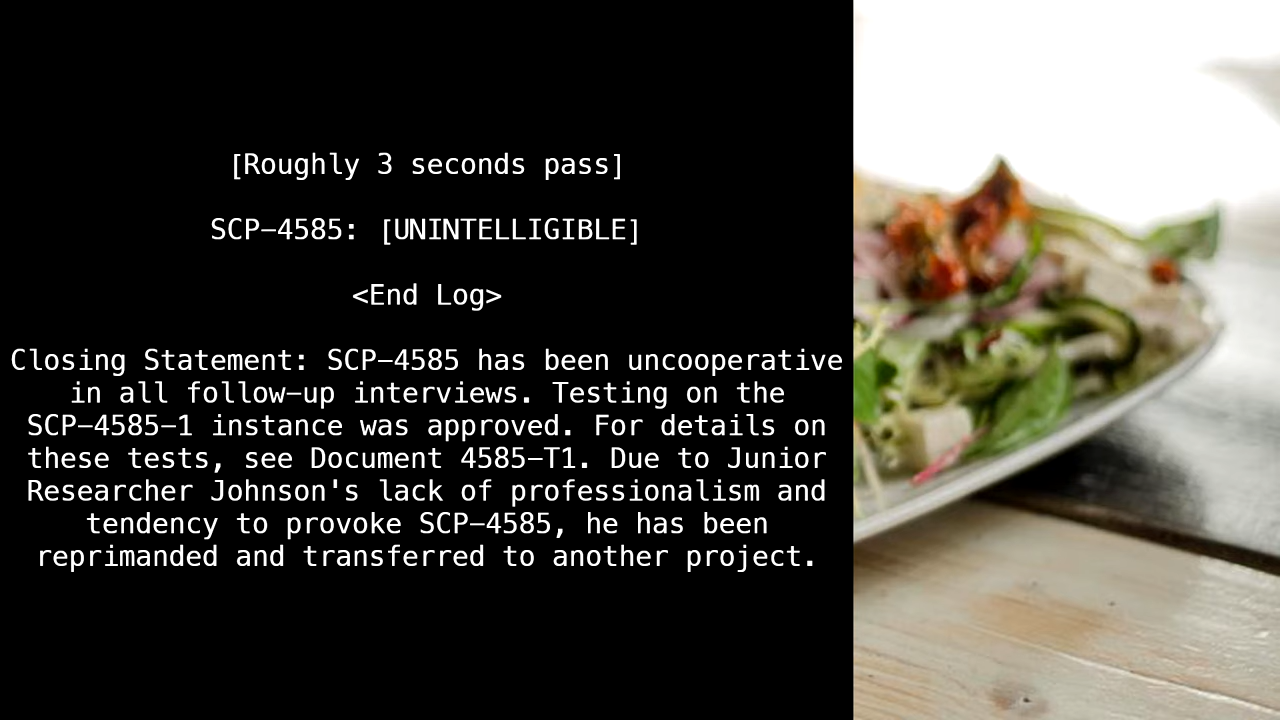 [Roughly 3 seconds pass]
SCP–4585: [UNINTELLIGIBLE]
<End Log>
Closing Statement: SCP–4585 has been uncooperative
in all follow–up interviews. Testing on the
SCP–4585–1 instance was approved. For details on
these tests, see Document 4585–T1. Due to Junior
Researcher Johnson's lack of professionalism and
tendency to provoke SCP–4585, he has been
reprimanded and transferred to another project.